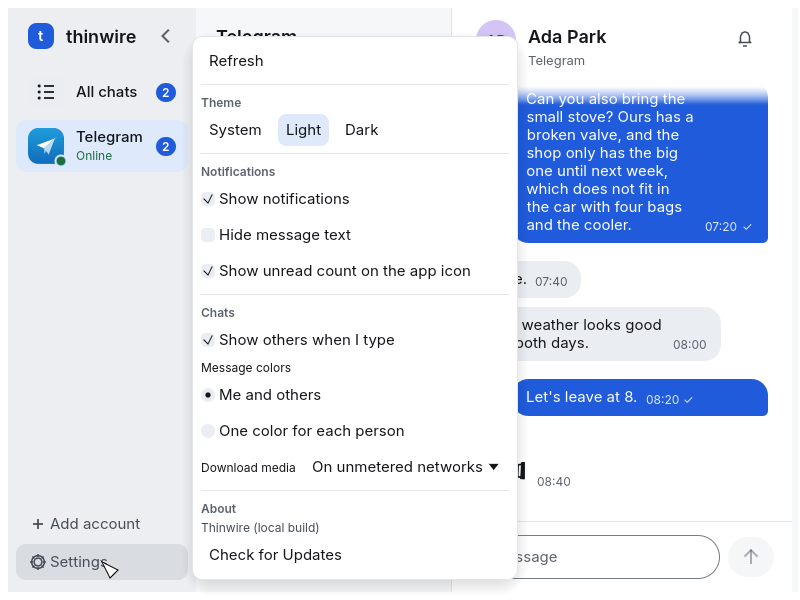 t thinwire
All chats 2
Telegram 2
Online
+ Add account
Settings
Refresh
Theme
System Light Dark
Notifications
Show notifications
Hide message text
Show unread count on the app icon
Chats
Show others when I type
Message colors
Me and others
One color for each person
Download media On unmetered networks
About
Thinwire (local build)
Check for Updates
Ada Park
Telegram
Can you also bring the
small stove? Ours has a
broken valve, and the
shop only has the big
one until next week,
which does not fit in
the car with four bags
and the cooler. 07:20
07:40
weather looks good
both days. 08:00
Let's leave at 8. 08:20
08:40